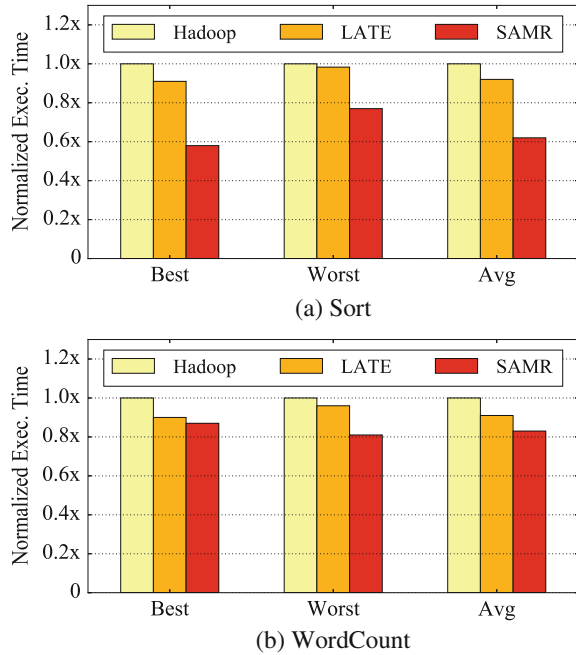 1.2x
Hadoop LATE SAMR
1.0x
0.8x
0.6x
0.4x
0.2x
0
Normalized Exec. Time
Best Worst Avg
(a) Sort
1.2x
Hadoop LATE SAMR
1.0x
0.8x
0.6x
0.4x
0.2x
0
Normalized Exec. Time
Best Worst Avg
(b) WordCount